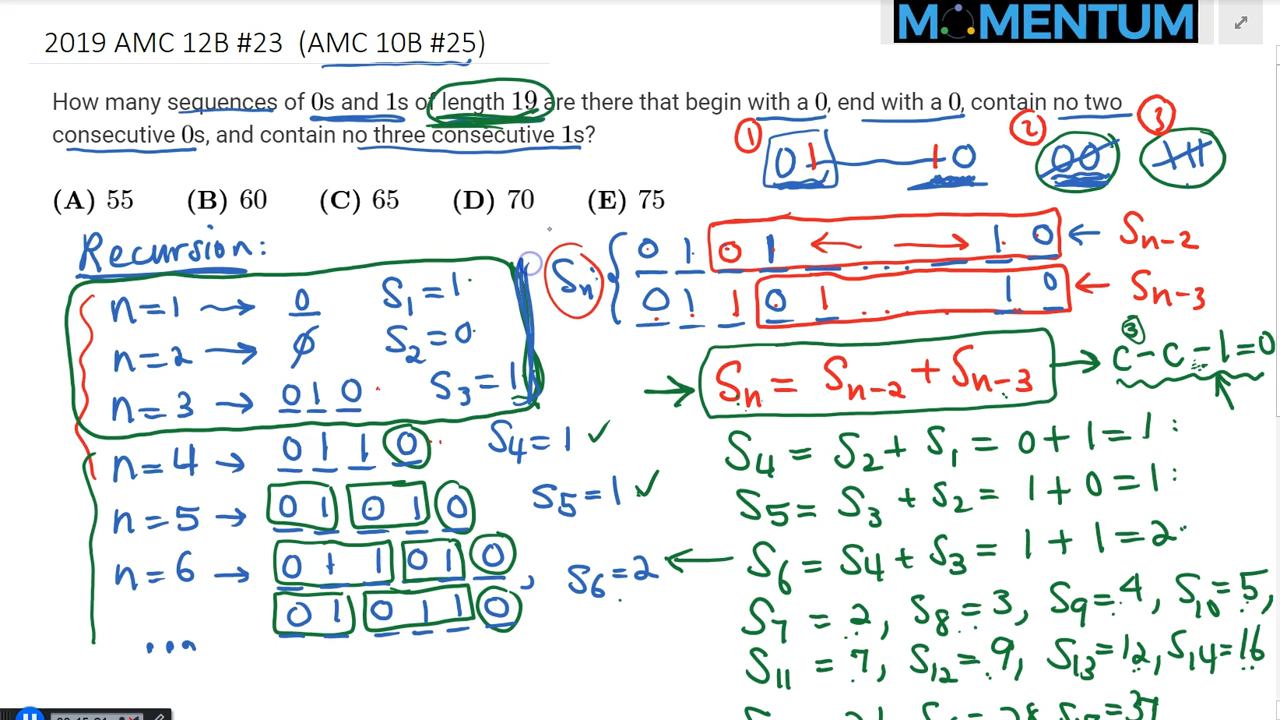 MOMENTUM
2019 AMC 12B #23 (AMC 10B #25)
How many sequences of 0s and 1s of length 19 are there that begin with a 0, end with a 0, contain no two
consecutive 0s, and contain no three consecutive 1s?
① 01 10 ② 00 ③ 111
(A) 55 (B) 60 (C) 65 (D) 70 (E) 75
Recursion:
n=1 → 0 S₁=1
n=2 → ∅ S₂=0
n=3 → 010 S₃=1
n=4 → 0110 S₄=1 ✓
n=5 → 01010 S₅=1 ✓
n=6 → 011010, S₆=2
010110
...
Sₙ { 0 1 0 1 ← → 1 0 ← Sₙ₋₂
0 1 1 0 1 .... 1 0 ← Sₙ₋₃
→ Sₙ = Sₙ₋₂ + Sₙ₋₃ → C³-C-1=0
S₄ = S₂ + S₁ = 0+1=1
S₅ = S₃ + S₂ = 1+0=1
← S₆ = S₄ + S₃ = 1+1=2
S₇ = 2, S₈ = 3, S₉ = 4, S₁₀ = 5,
S₁₁ = 7, S₁₂ = 9, S₁₃ = 12, S₁₄ = 16